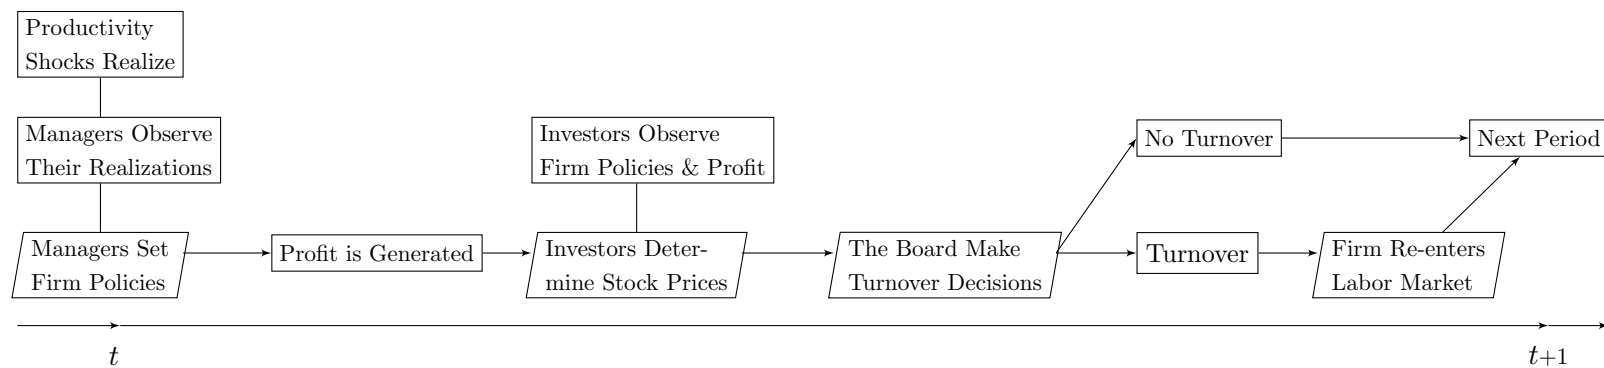 Productivity
Shocks Realize
Managers Observe
Their Realizations
Managers Set
Firm Policies
Profit is Generated
Investors Observe
Firm Policies & Profit
Investors Deter-
mine Stock Prices
The Board Make
Turnover Decisions
No Turnover
Turnover
Firm Re-enters
Labor Market
Next Period
t
t+1